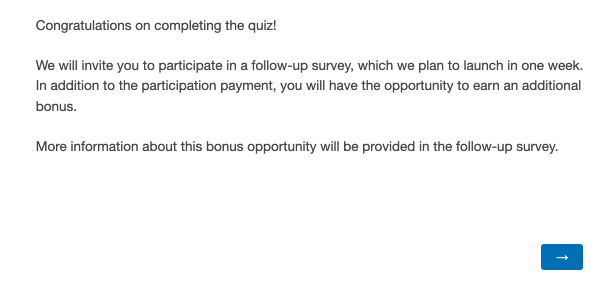 Congratulations on completing the quiz!
We will invite you to participate in a follow-up survey, which we plan to launch in one week.
In addition to the participation payment, you will have the opportunity to earn an additional
bonus.
More information about this bonus opportunity will be provided in the follow-up survey.
→